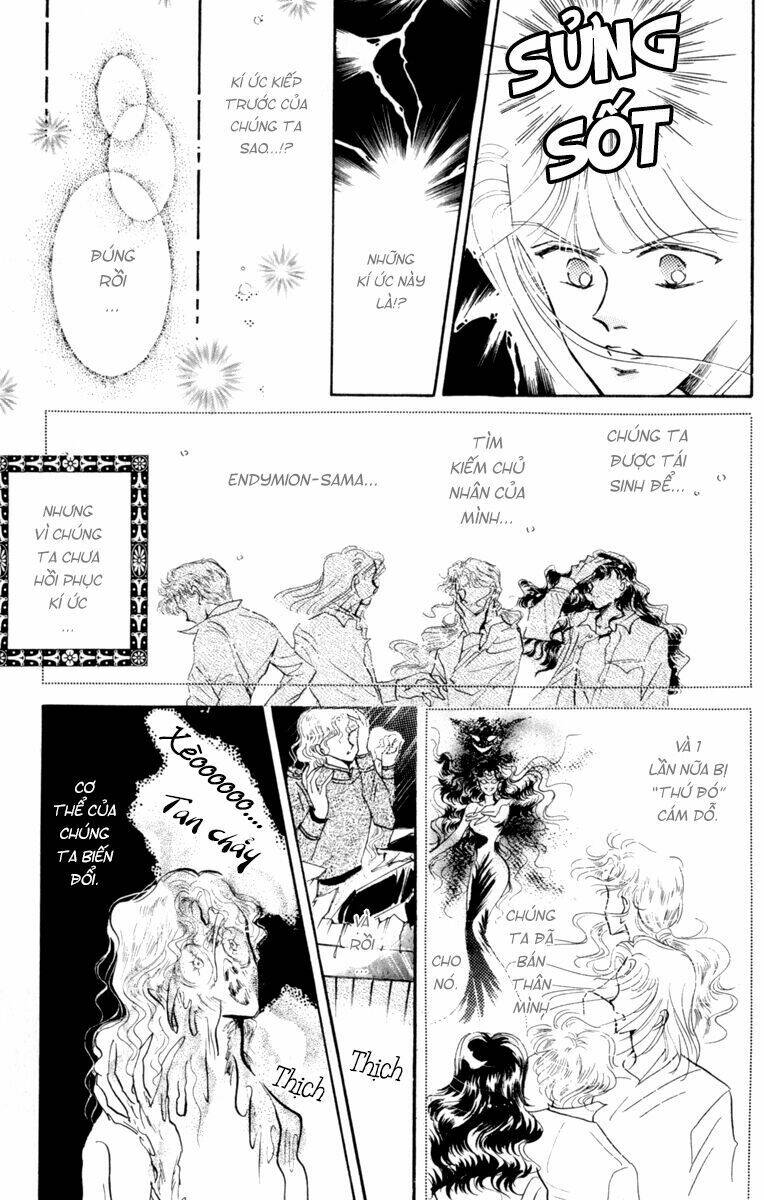 SỬNG
SỐT
NHỮNG
KÍ ỨC NÀY
LÀ!?
KÍ ỨC KIẾP
TRƯỚC CỦA
CHÚNG TA
SAO...!?
ĐÚNG
RỒI
...
CHÚNG TA
ĐƯỢC TÁI
SINH ĐỂ...
TÌM
KIẾM CHỦ
NHÂN CỦA
MÌNH...
ENDYMION-SAMA...
NHƯNG
VÌ CHÚNG
TA CHƯA
HỒI PHỤC
KÍ ỨC
...
VÀ 1
LẦN NỮA BỊ
"THỨ ĐÓ"
CÁM DỖ.
CHÚNG
TA ĐÃ
BÁN
THÂN
MÌNH
CHO
NÓ.
VÀ
RỒI
...
Thịch
Thịch
Xèoooooo....
Tan chảy
CƠ
THỂ CỦA
CHÚNG
TA BIẾN
ĐỔI.